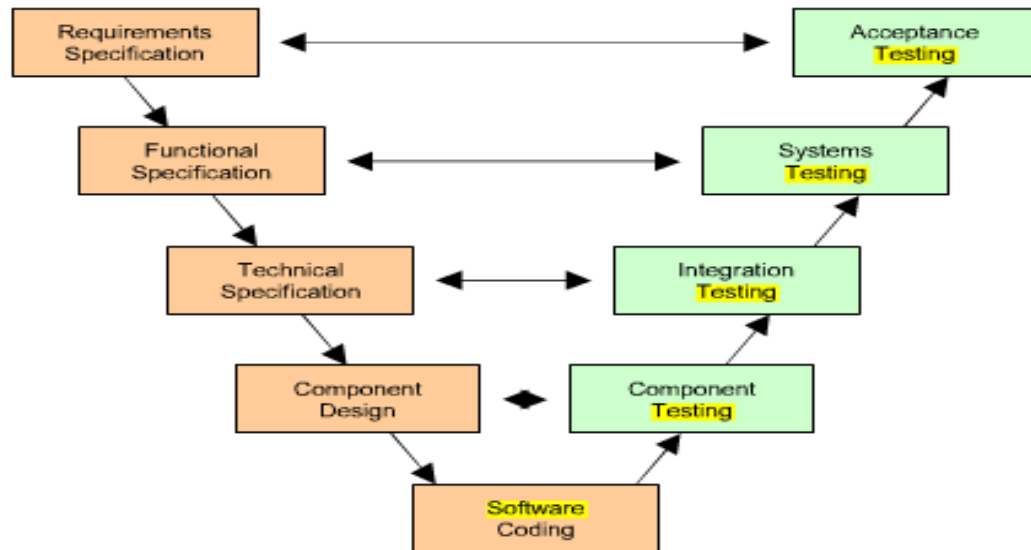 Requirements
Specification
Acceptance
Testing
Functional
Specification
Systems
Testing
Technical
Specification
Integration
Testing
Component
Design
Component
Testing
Software
Coding